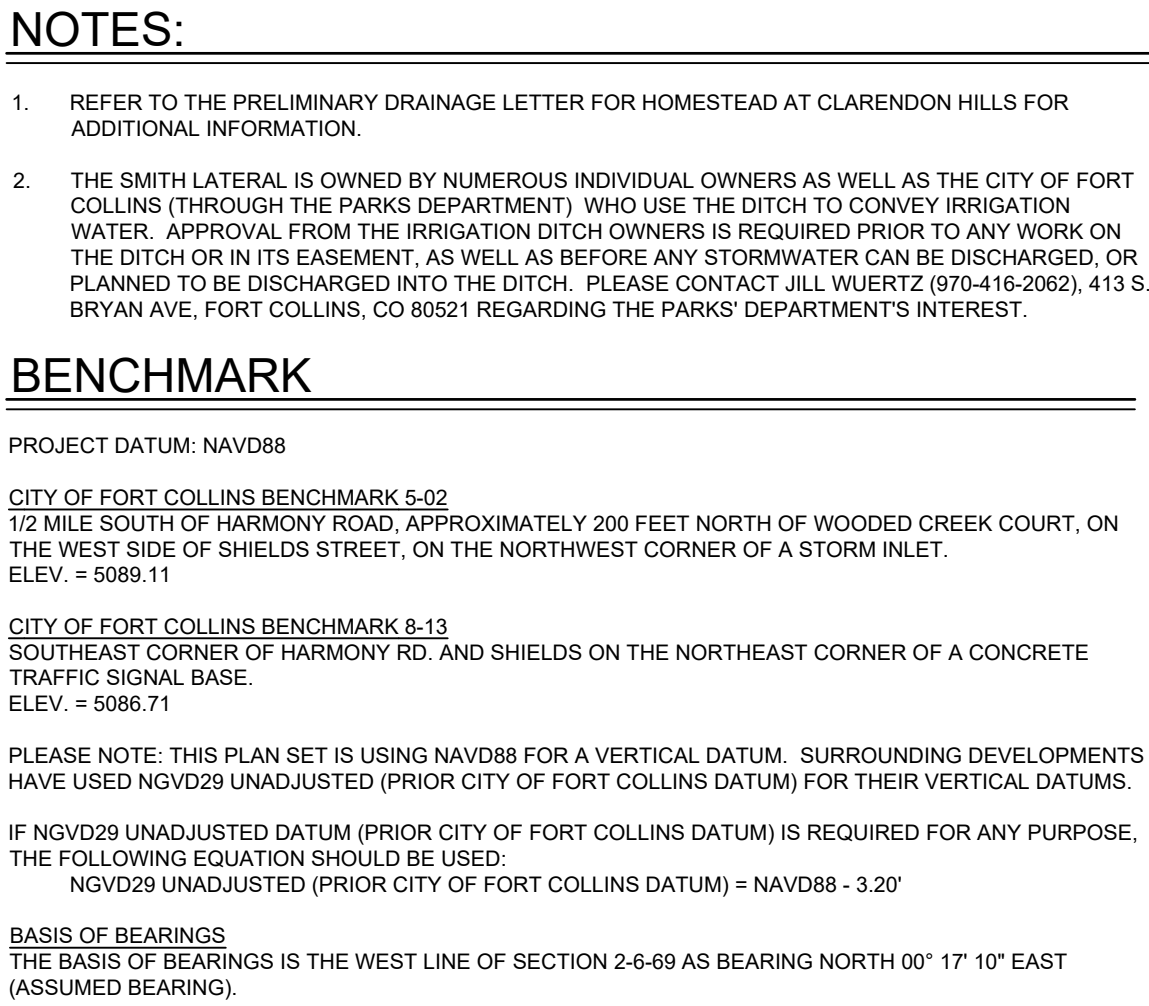 NOTES:
1. REFER TO THE PRELIMINARY DRAINAGE LETTER FOR HOMESTEAD AT CLARENDON HILLS FOR
ADDITIONAL INFORMATION.
2. THE SMITH LATERAL IS OWNED BY NUMEROUS INDIVIDUAL OWNERS AS WELL AS THE CITY OF FORT
COLLINS (THROUGH THE PARKS DEPARTMENT) WHO USE THE DITCH TO CONVEY IRRIGATION
WATER. APPROVAL FROM THE IRRIGATION DITCH OWNERS IS REQUIRED PRIOR TO ANY WORK ON
THE DITCH OR IN ITS EASEMENT, AS WELL AS BEFORE ANY STORMWATER CAN BE DISCHARGED, OR
PLANNED TO BE DISCHARGED INTO THE DITCH. PLEASE CONTACT JILL WUERTZ (970-416-2062), 413 S.
BRYAN AVE, FORT COLLINS, CO 80521 REGARDING THE PARKS' DEPARTMENT'S INTEREST.
BENCHMARK
PROJECT DATUM: NAVD88
CITY OF FORT COLLINS BENCHMARK 5-02
1/2 MILE SOUTH OF HARMONY ROAD, APPROXIMATELY 200 FEET NORTH OF WOODED CREEK COURT, ON
THE WEST SIDE OF SHIELDS STREET, ON THE NORTHWEST CORNER OF A STORM INLET.
ELEV. = 5089.11
CITY OF FORT COLLINS BENCHMARK 8-13
SOUTHEAST CORNER OF HARMONY RD. AND SHIELDS ON THE NORTHEAST CORNER OF A CONCRETE
TRAFFIC SIGNAL BASE.
ELEV. = 5086.71
PLEASE NOTE: THIS PLAN SET IS USING NAVD88 FOR A VERTICAL DATUM. SURROUNDING DEVELOPMENTS
HAVE USED NGVD29 UNADJUSTED (PRIOR CITY OF FORT COLLINS DATUM) FOR THEIR VERTICAL DATUMS.
IF NGVD29 UNADJUSTED DATUM (PRIOR CITY OF FORT COLLINS DATUM) IS REQUIRED FOR ANY PURPOSE,
THE FOLLOWING EQUATION SHOULD BE USED:
NGVD29 UNADJUSTED (PRIOR CITY OF FORT COLLINS DATUM) = NAVD88 - 3.20'
BASIS OF BEARINGS
THE BASIS OF BEARINGS IS THE WEST LINE OF SECTION 2-6-69 AS BEARING NORTH 00° 17' 10" EAST
(ASSUMED BEARING).